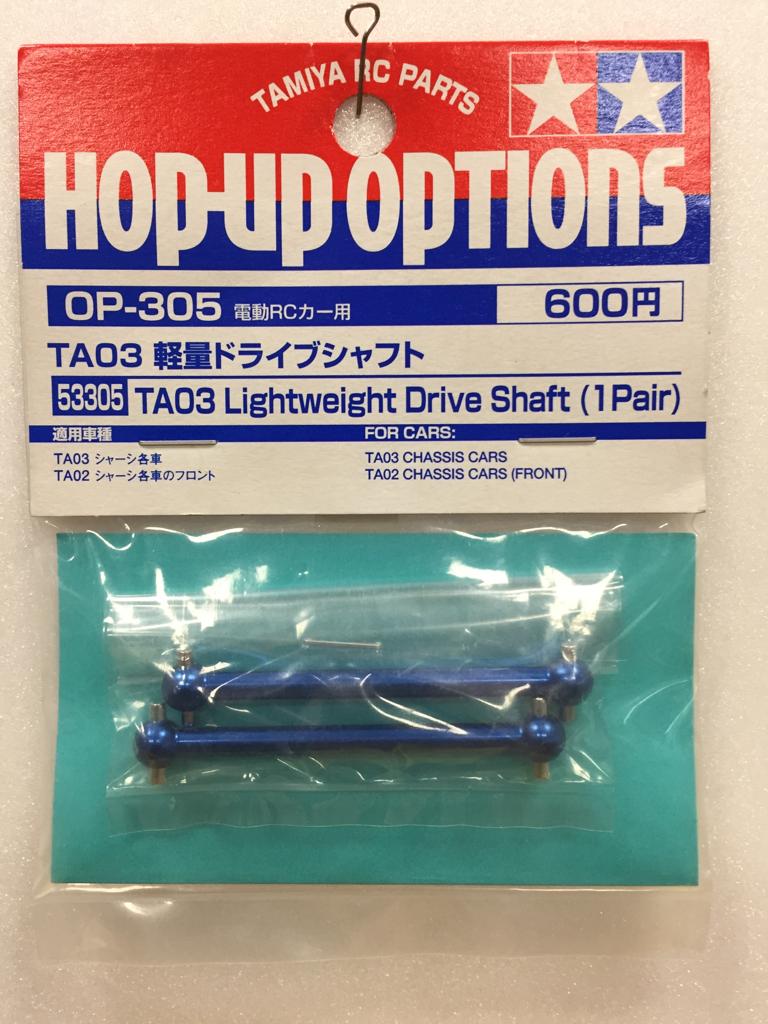 TAMIYA RC PARTS
HOP-UP OPTIONS
OP-305 電動RCカー用 600円
TA03 軽量ドライブシャフト
53305 TA03 Lightweight Drive Shaft (1Pair)
適用車種 FOR CARS:
TA03 シャーシ各車 TA03 CHASSIS CARS
TA02 シャーシ各車のフロント TA02 CHASSIS CARS (FRONT)